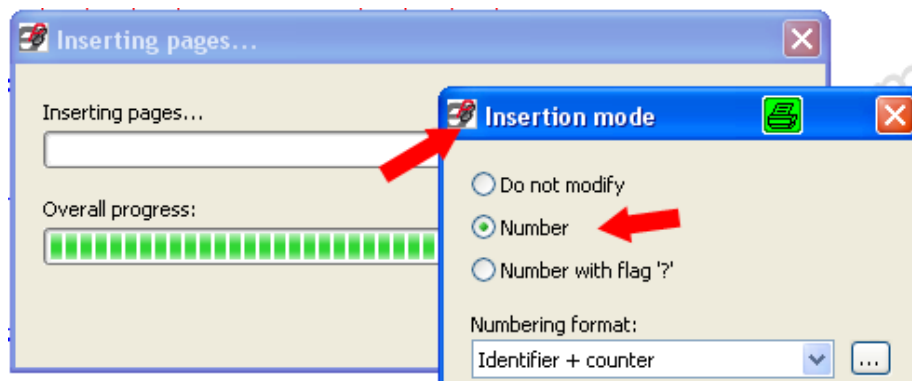 Inserting pages...
Inserting pages...
Overall progress:
Insertion mode
Do not modify
Number
Number with flag '?'
Numbering format:
Identifier + counter
...